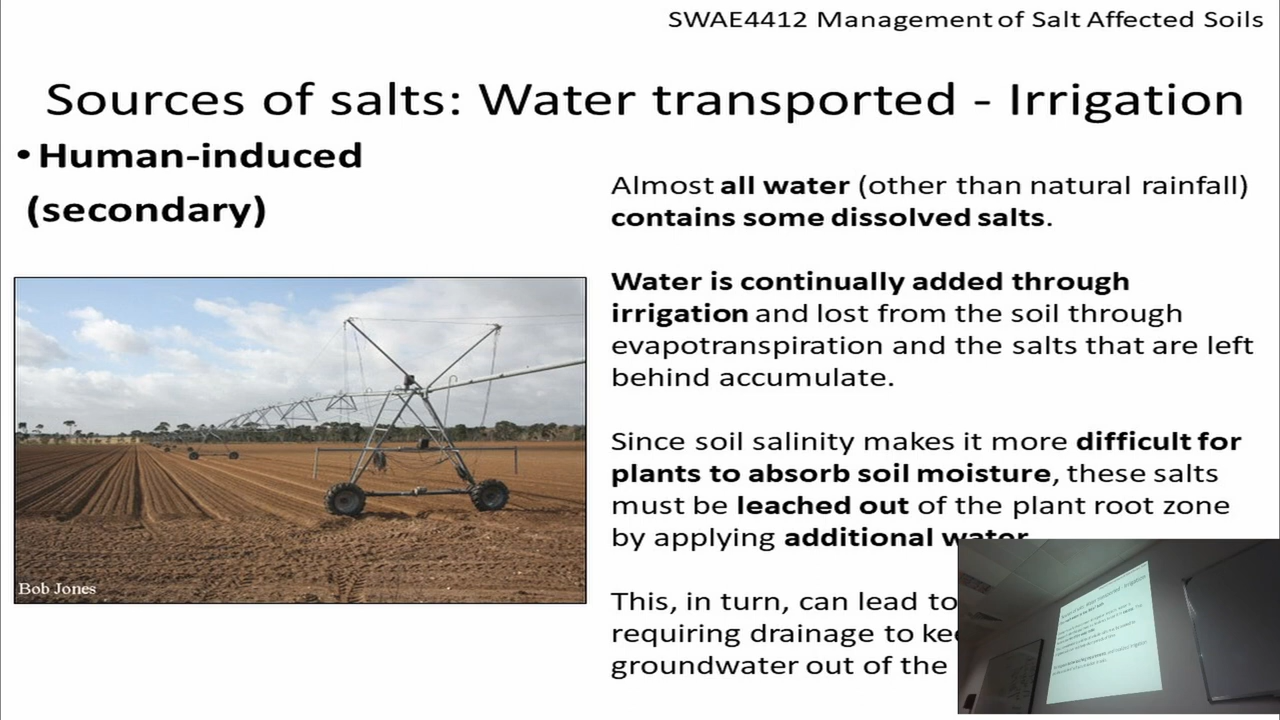 SWAE4412 Management of Salt Affected Soils
Sources of salts: Water transported - Irrigation
• Human-induced
(secondary)
Almost all water (other than natural rainfall)
contains some dissolved salts.
Water is continually added through
irrigation and lost from the soil through
evapotranspiration and the salts that are left
behind accumulate.
Since soil salinity makes it more difficult for
plants to absorb soil moisture, these salts
must be leached out of the plant root zone
by applying additional water
This, in turn, can lead to
requiring drainage to
groundwater out of the
Bob Jones